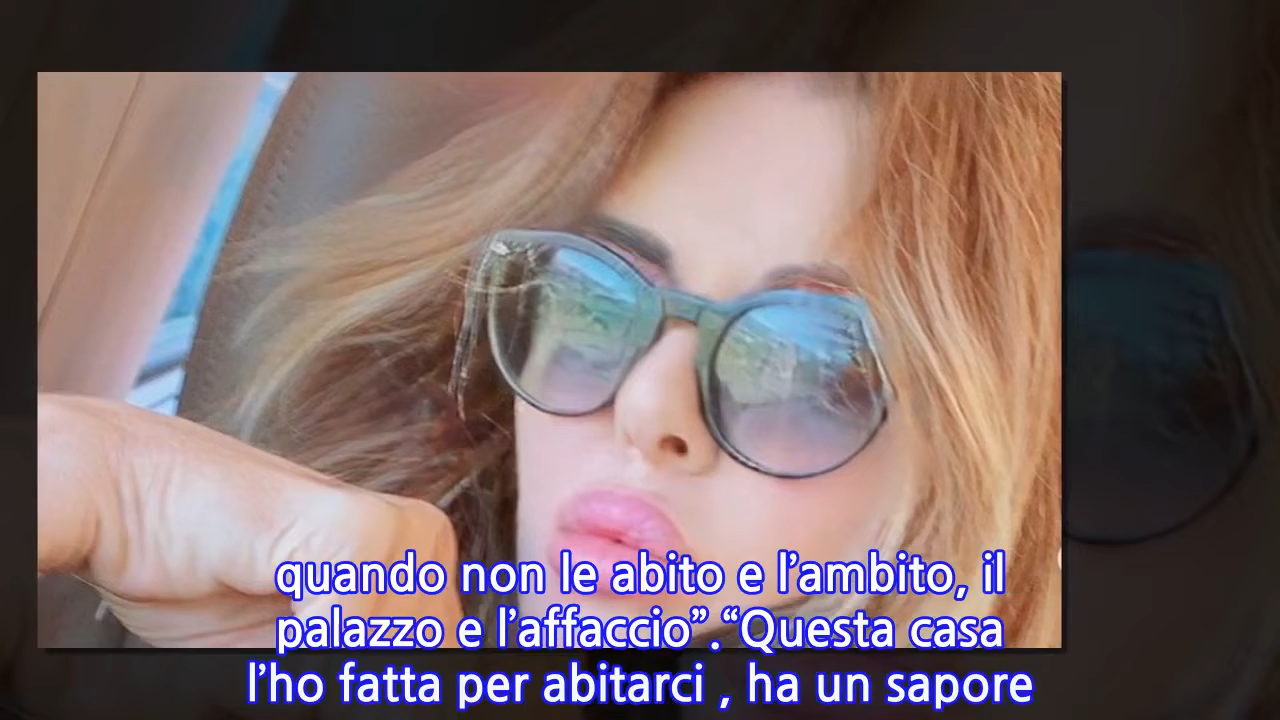 quando non le abito e l’ambito, il
palazzo e l’affaccio”.“Questa casa
l’ho fatta per abitarci , ha un sapore